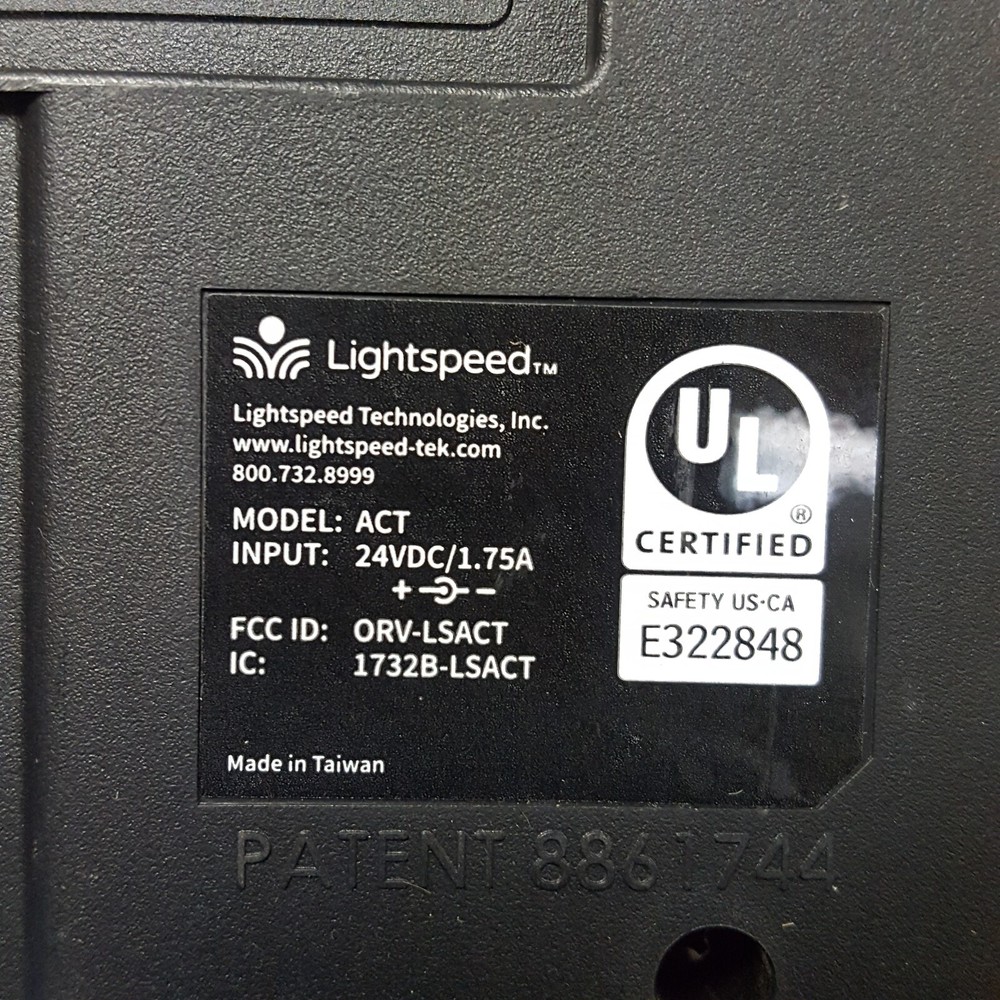 Lightspeed™
Lightspeed Technologies, Inc.
www.lightspeed-tek.com
800.732.8999
MODEL: ACT
INPUT: 24VDC/1.75A
+ -
FCC ID: ORV-LSACT
IC: 1732B-LSACT
Made in Taiwan
UL
®
CERTIFIED
SAFETY US·CA
E322848
PATENT 8861744